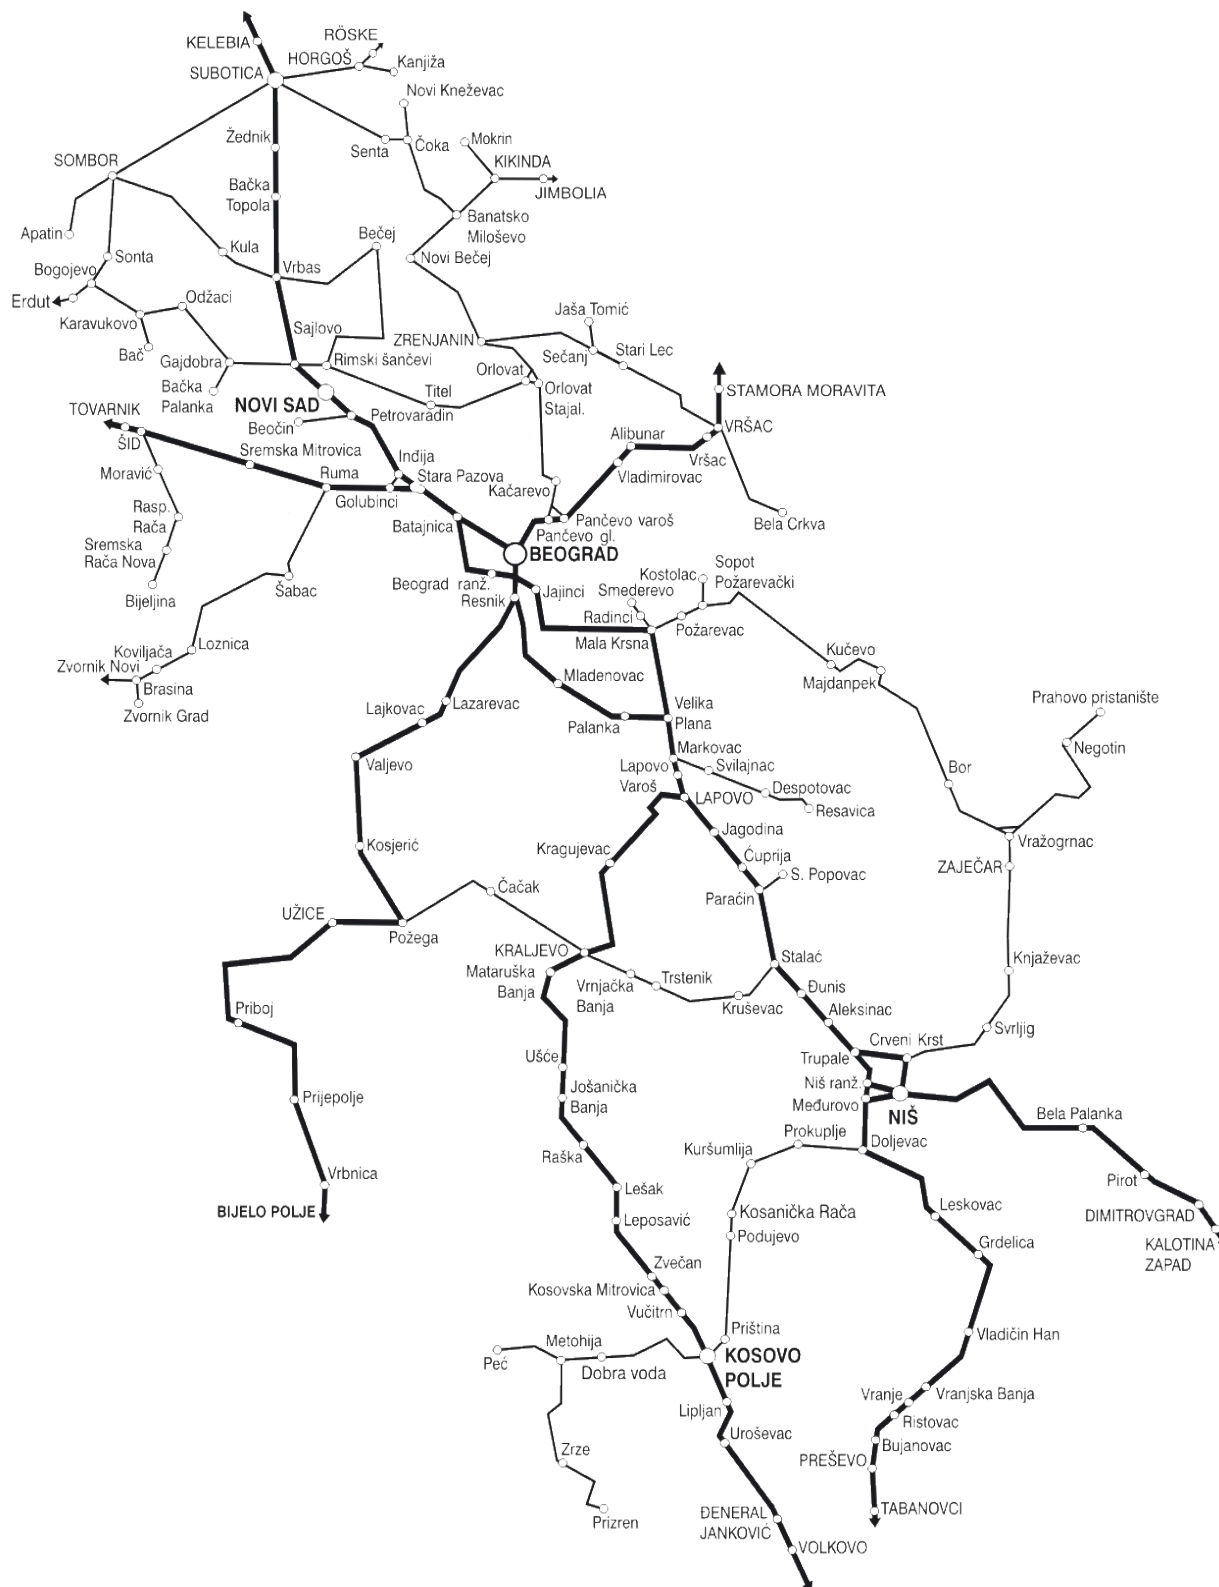 RÖSKE
KELEBIA
HORGOŠ
Kanjiža
SUBOTICA
Novi Kneževac
Žednik
Mokrin
Senta
Čoka
SOMBOR
KIKINDA
JIMBOLIA
Bačka
Topola
Banatsko
Miloševo
Apatin
Bečej
Kula
Sonta
Novi Bečej
Bogojevo
Vrbas
Erdut
Odžaci
Jaša Tomić
Karavukovo
Sajlovo
ZRENJANIN
Bač
Sečanj
Stari Lec
Gajdobra
Rimski šančevi
Orlovat
Bačka
Palanka
Titel
Orlovat
Stajal.
STAMORA MORAVITA
NOVI SAD
TOVARNIK
Petrovaradin
Beočin
VRŠAC
ŠID
Alibunar
Vršac
Sremska Mitrovica
Inđija
Vladimirovac
Moravić
Ruma
Stara Pazova
Golubinci
Kačarevo
Rasp.
Rača
Batajnica
Pančevo varoš
Bela Crkva
Pančevo gl.
Sremska
Rača Nova
BEOGRAD
Sopot
Požarevački
Kostolac
Bijeljina
Šabac
Beograd ranž.
Jajinci
Smederevo
Resnik
Radinci
Požarevac
Mala Krsna
Loznica
Koviljača
Kučevo
Zvornik Novi
Majdanpek
Brasina
Mladenovac
Prahovo pristanište
Zvornik Grad
Lazarevac
Velika
Plana
Lajkovac
Palanka
Negotin
Markovac
Valjevo
Lapovo
Varoš
Svilajnac
Bor
Despotovac
LAPOVO
Resavica
Jagodina
Vražogrnac
Kosjerić
Kragujevac
Ćuprija
ZAJEČAR
S. Popovac
Čačak
Paraćin
UŽICE
Požega
KRALJEVO
Stalać
Knjaževac
Mataruška
Banja
Vrnjačka
Banja
Trstenik
Đunis
Kruševac
Priboj
Aleksinac
Svrljig
Crveni Krst
Ušće
Trupale
Niš ranž.
Jošanička
Banja
Prijepolje
Međurovo
NIŠ
Bela Palanka
Prokuplje
Doljevac
Raška
Kuršumlija
Vrbnica
Pirot
Lešak
Leskovac
BIJELO POLJE
Leposavić
Kosanička Rača
DIMITROVGRAD
Podujevo
Grdelica
KALOTINA
ZAPAD
Zvečan
Kosovska Mitrovica
Vučitrn
Vladičin Han
Priština
Metohija
Peć
KOSOVO
POLJE
Dobra voda
Vranjska Banja
Vranje
Lipljan
Ristovac
Uroševac
Bujanovac
Zrze
PREŠEVO
ĐENERAL
JANKOVIĆ
TABANOVCI
Prizren
VOLKOVO